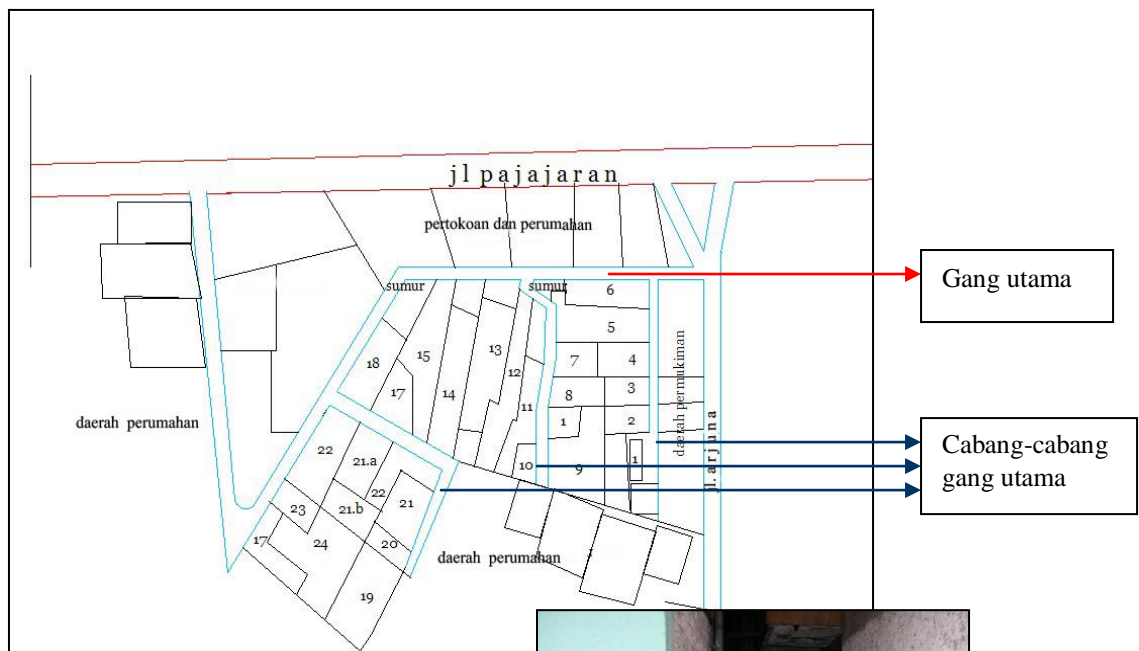 jl pajajaran
pertokoan dan perumahan
Gang utama
sumur
sumur
6
5
13
18
15
7
4
12
daerah permukiman
17
14
8
3
11
daerah perumahan
1
2
jl. arjuna
Cabang-cabang
gang utama
22
21.a
10
9
1
22
21
23
21.b
17
24
20
daerah perumahan
19